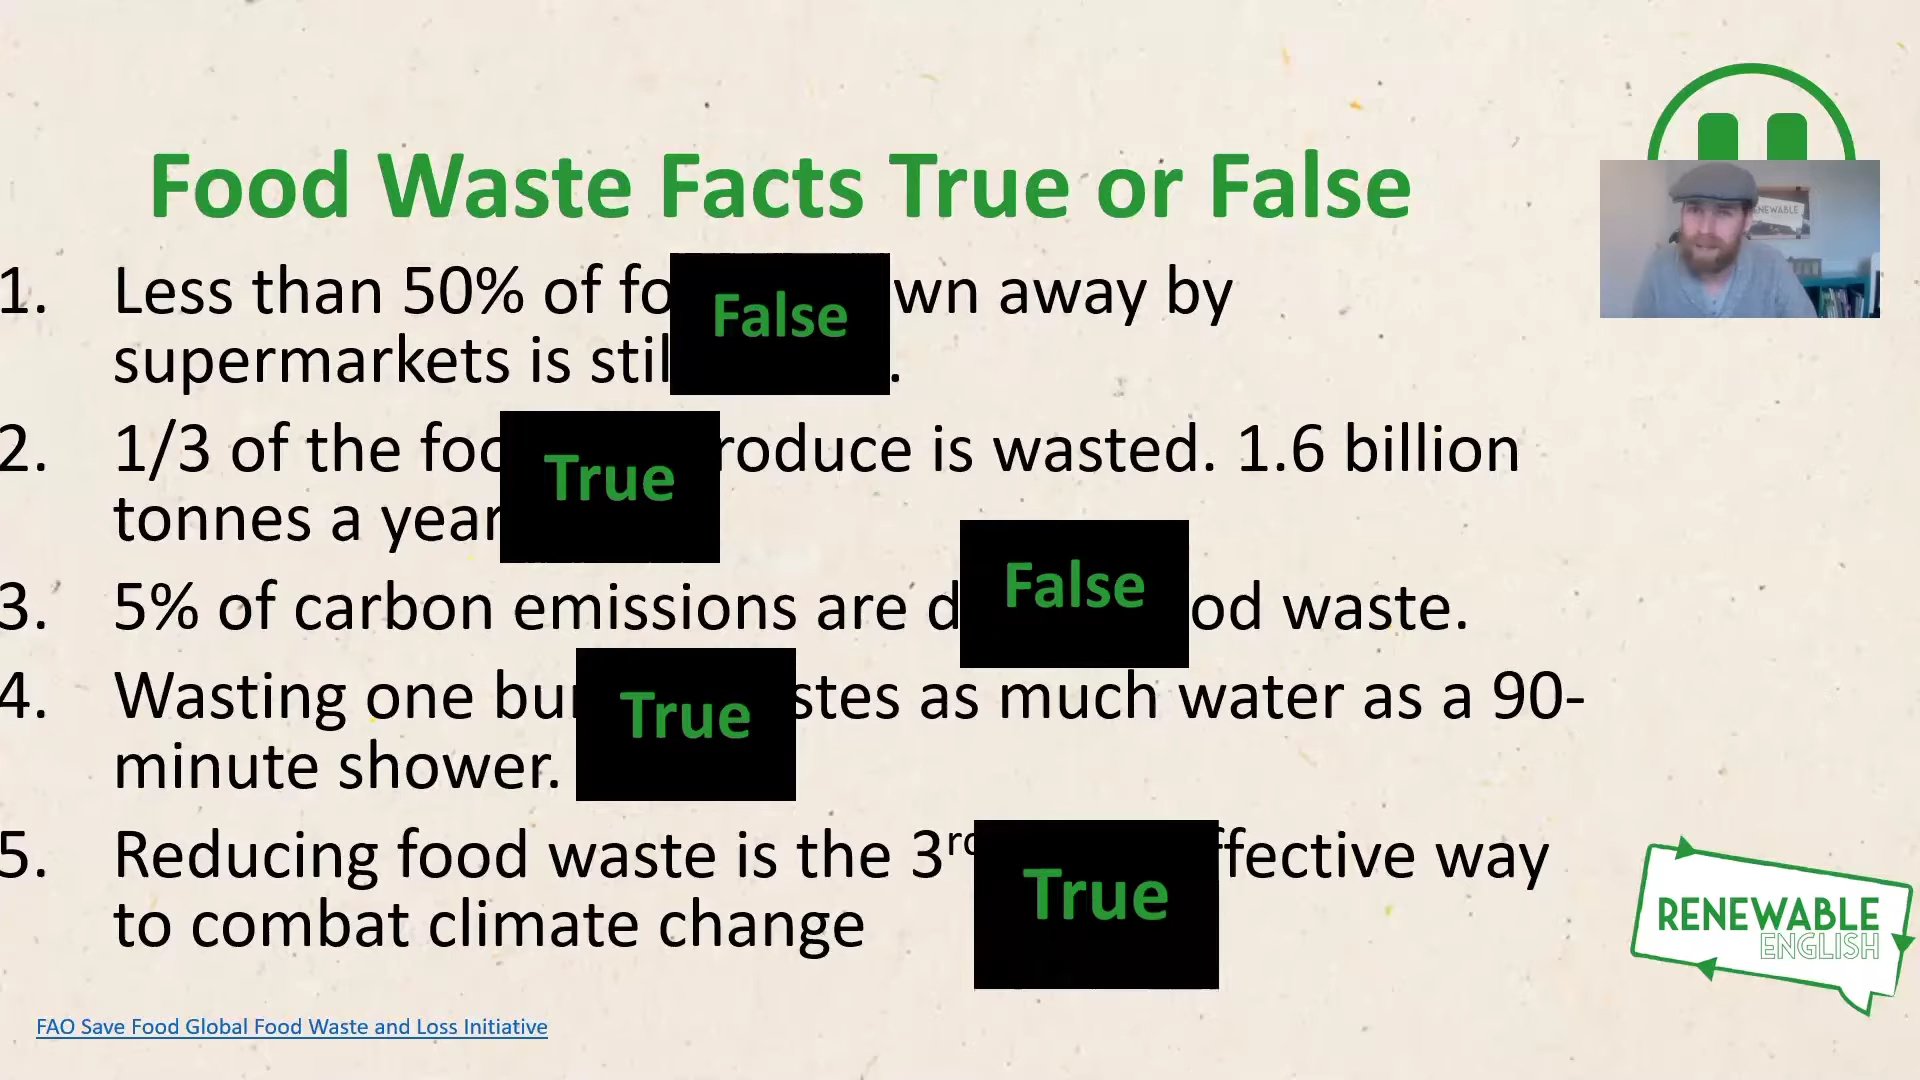 Food Waste Facts True or False
1. Less than 50% of fo False wn away by
supermarkets is stil .
2. 1/3 of the foo True roduce is wasted. 1.6 billion
tonnes a year
3. 5% of carbon emissions are d False od waste.
4. Wasting one bur True stes as much water as a 90-
minute shower.
5. Reducing food waste is the 3rd True ffective way
to combat climate change
RENEWABLE
RENEWABLE
ENGLISH
FAO Save Food Global Food Waste and Loss Initiative